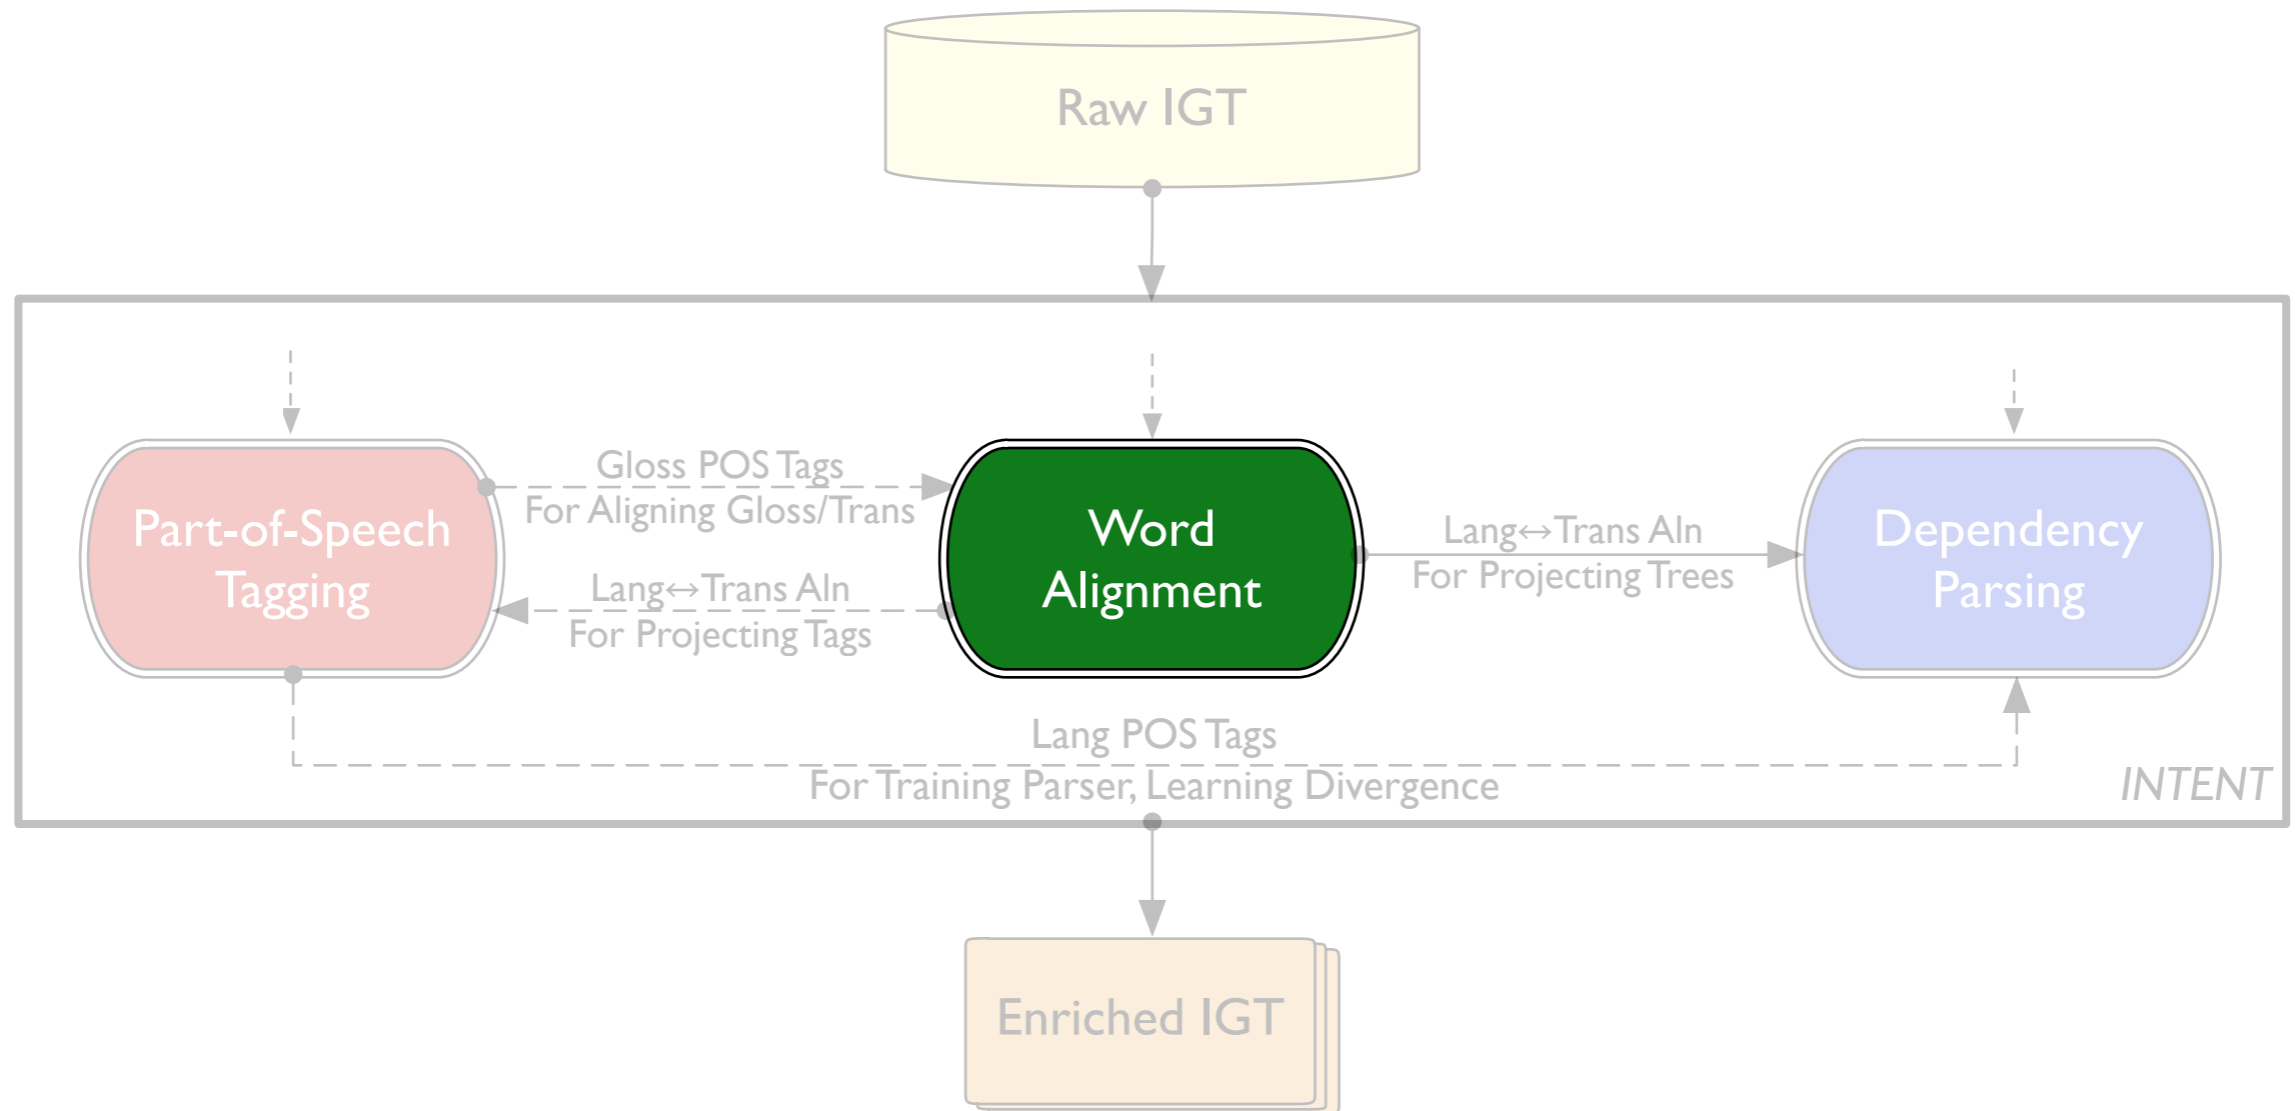 Raw IGT
Gloss POS Tags
For Aligning Gloss/Trans
Part-of-Speech
Tagging
Lang↔Trans Aln
For Projecting Tags
Word
Alignment
Lang↔Trans Aln
For Projecting Trees
Dependency
Parsing
Lang POS Tags
For Training Parser, Learning Divergence
INTENT
Enriched IGT